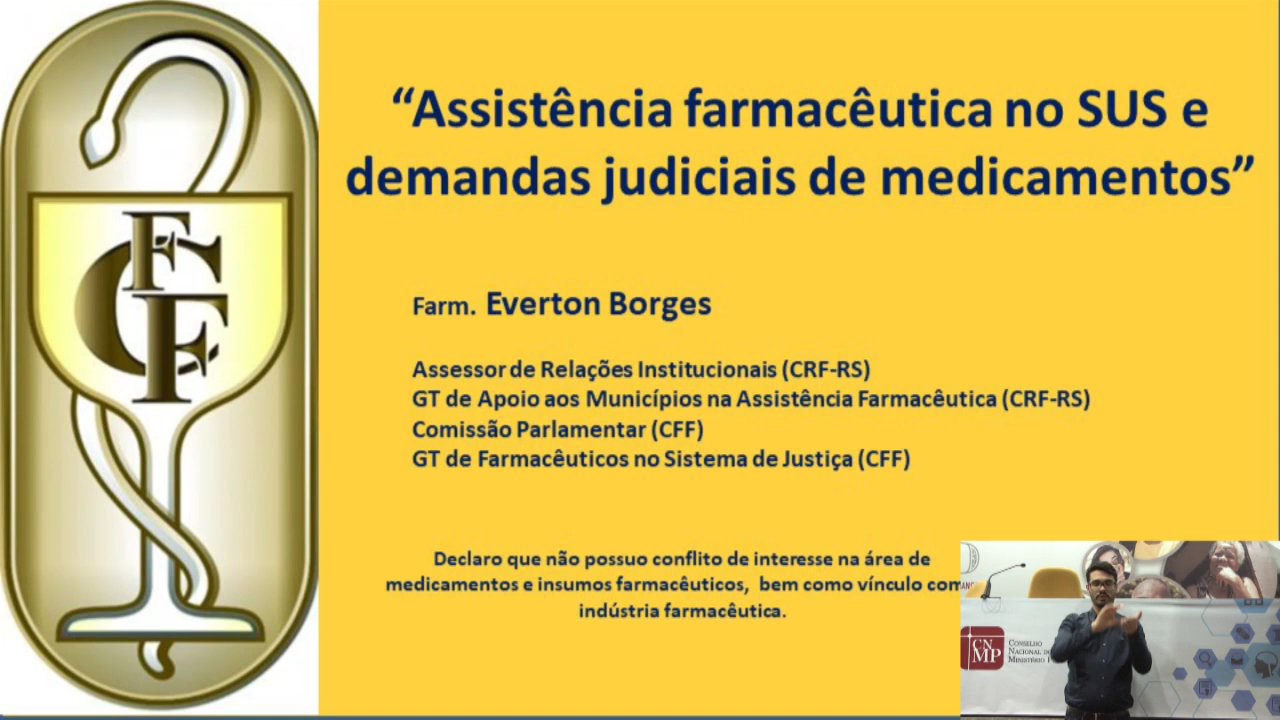 CFF
“Assistência farmacêutica no SUS e
demandas judiciais de medicamentos”
Farm. Everton Borges
Assessor de Relações Institucionais (CRF-RS)
GT de Apoio aos Municípios na Assistência Farmacêutica (CRF-RS)
Comissão Parlamentar (CFF)
GT de Farmacêuticos no Sistema de Justiça (CFF)
Declaro que não possuo conflito de interesse na área de
medicamentos e insumos farmacêuticos, bem como vínculo com
indústria farmacêutica.
CN
MP
CONSELHO
NACIONAL
MINISTÉRIO